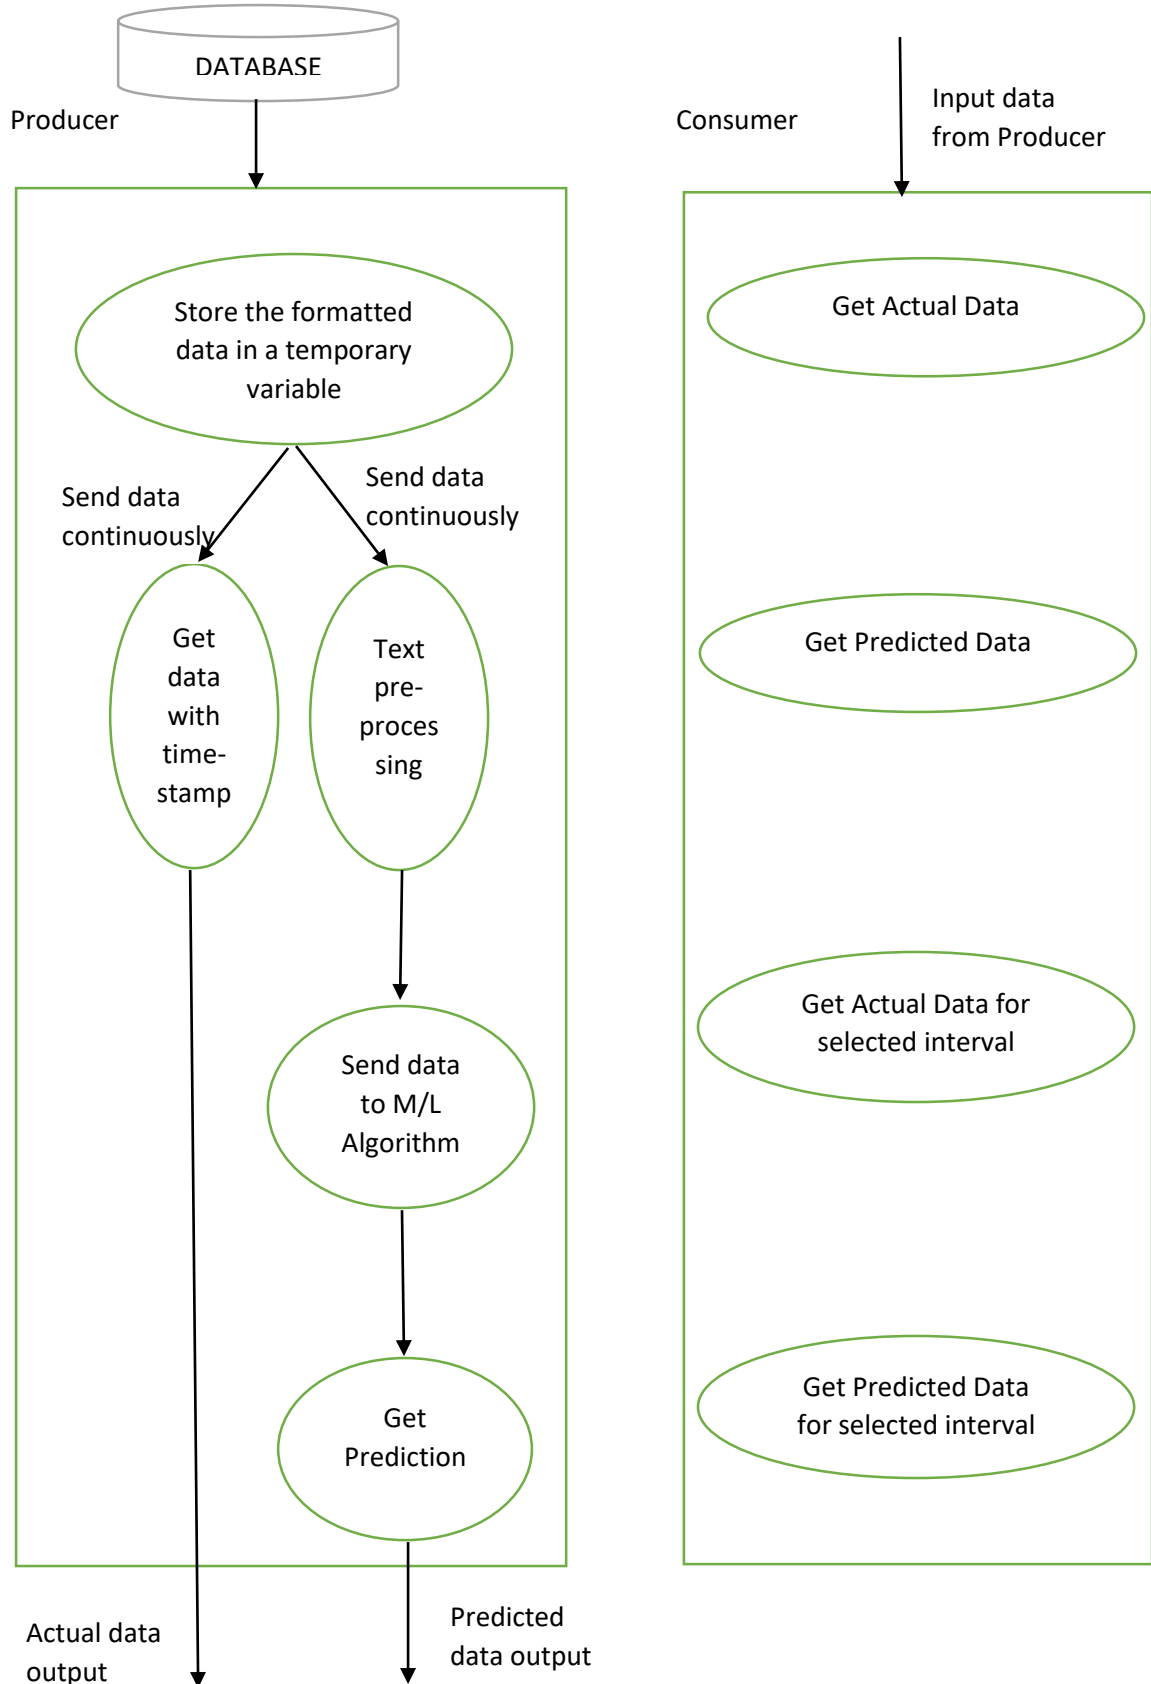 DATABASE
Producer
Store the formatted
data in a temporary
variable
Send data
continuously
Send data
continuously
Get
data
with
time-
stamp
Text
pre-
proces
sing
Send data
to M/L
Algorithm
Get
Prediction
Actual data
output
Predicted
data output
Consumer
Input data
from Producer
Get Actual Data
Get Predicted Data
Get Actual Data for
selected interval
Get Predicted Data
for selected interval